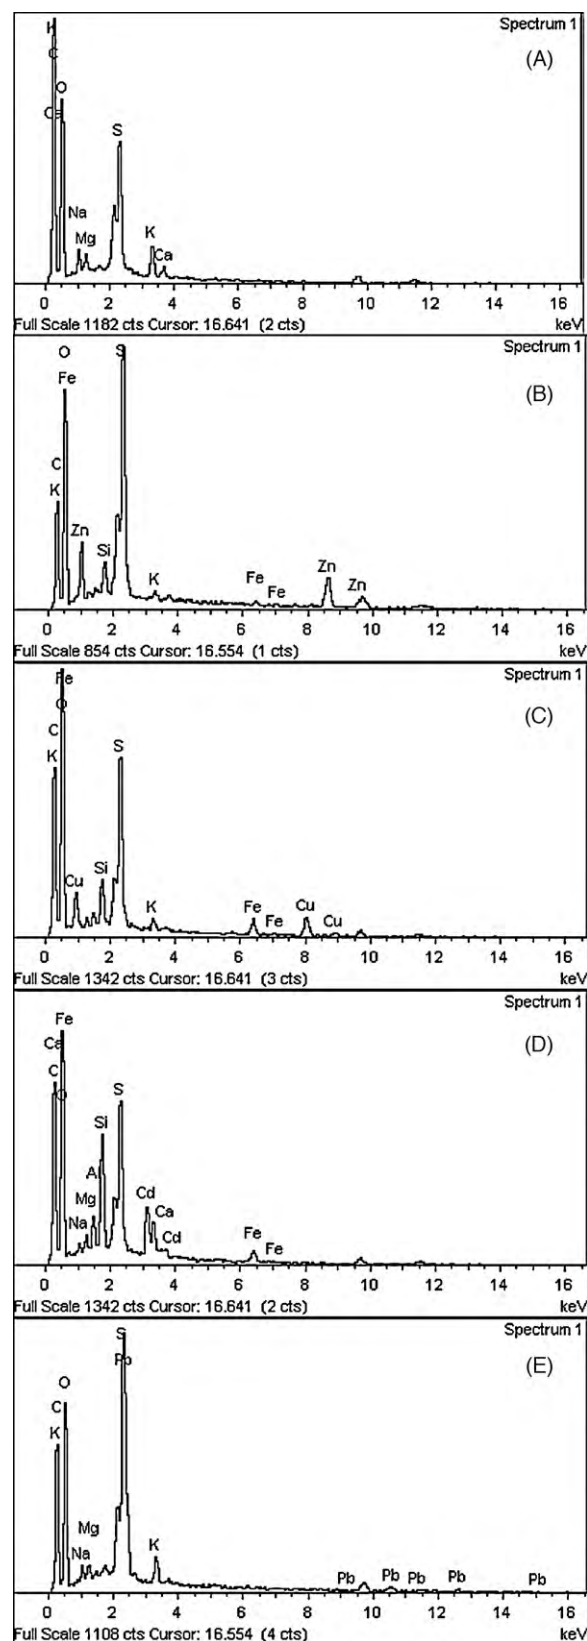 Spectrum 1
(A)
K
C
O
Ca
S
Na
Mg
K
Ca
0 2 4 6 8 10 12 14 16
Full Scale 1182 cts Cursor: 16.641 (2 cts) keV
Spectrum 1
(B)
O
S
Fe
C
K
Zn
Si
K
Fe
Fe
Zn
Zn
0 2 4 6 8 10 12 14 16
Full Scale 854 cts Cursor: 16.554 (1 cts) keV
Spectrum 1
(C)
Fe
O
C
S
K
Cu
Si
K
Fe
Fe
Cu
Cu
0 2 4 6 8 10 12 14 16
Full Scale 1342 cts Cursor: 16.641 (3 cts) keV
Spectrum 1
(D)
Fe
Ca
C
O
S
Si
Al
Mg
Na
Cd
Ca
Cd
Fe
Fe
0 2 4 6 8 10 12 14 16
Full Scale 1342 cts Cursor: 16.641 (2 cts) keV
Spectrum 1
(E)
S
Pb
O
C
K
Mg
Na
K
Pb
Pb
Pb
Pb
Pb
0 2 4 6 8 10 12 14 16
Full Scale 1108 cts Cursor: 16.554 (4 cts) keV